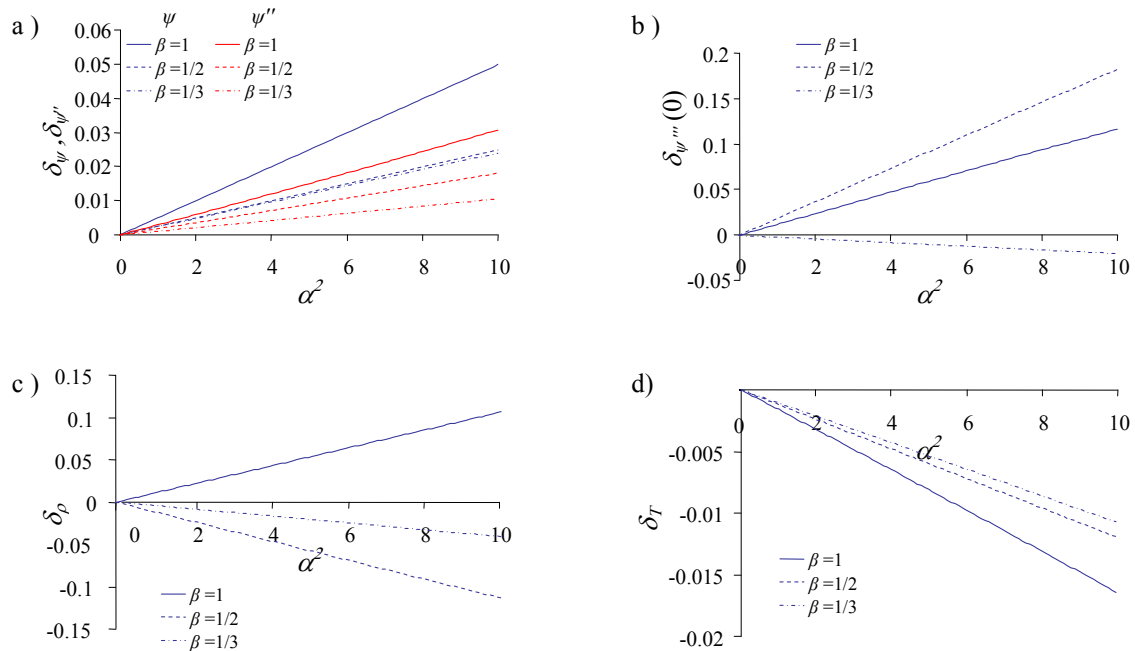 a )
ψ ψ''
β =1 β =1
β =1/2 β =1/2
β =1/3 β =1/3
0.06
0.05
0.04
0.03
0.02
0.01
0
δψ , δψ''
0 2 4 6 8 10
α²
b )
β =1
β =1/2
β =1/3
0.2
0.15
0.1
0.05
0
-0.05
δψ'''(0)
0 2 4 6 8 10
α²
c )
0.15
0.1
0.05
0
-0.05
-0.1
-0.15
δρ
0 2 4 6 8 10
α²
β =1
β =1/2
β =1/3
d)
0 2 4 6 8 10
α²
-0.005
-0.01
-0.015
-0.02
δT
β =1
β =1/2
β =1/3